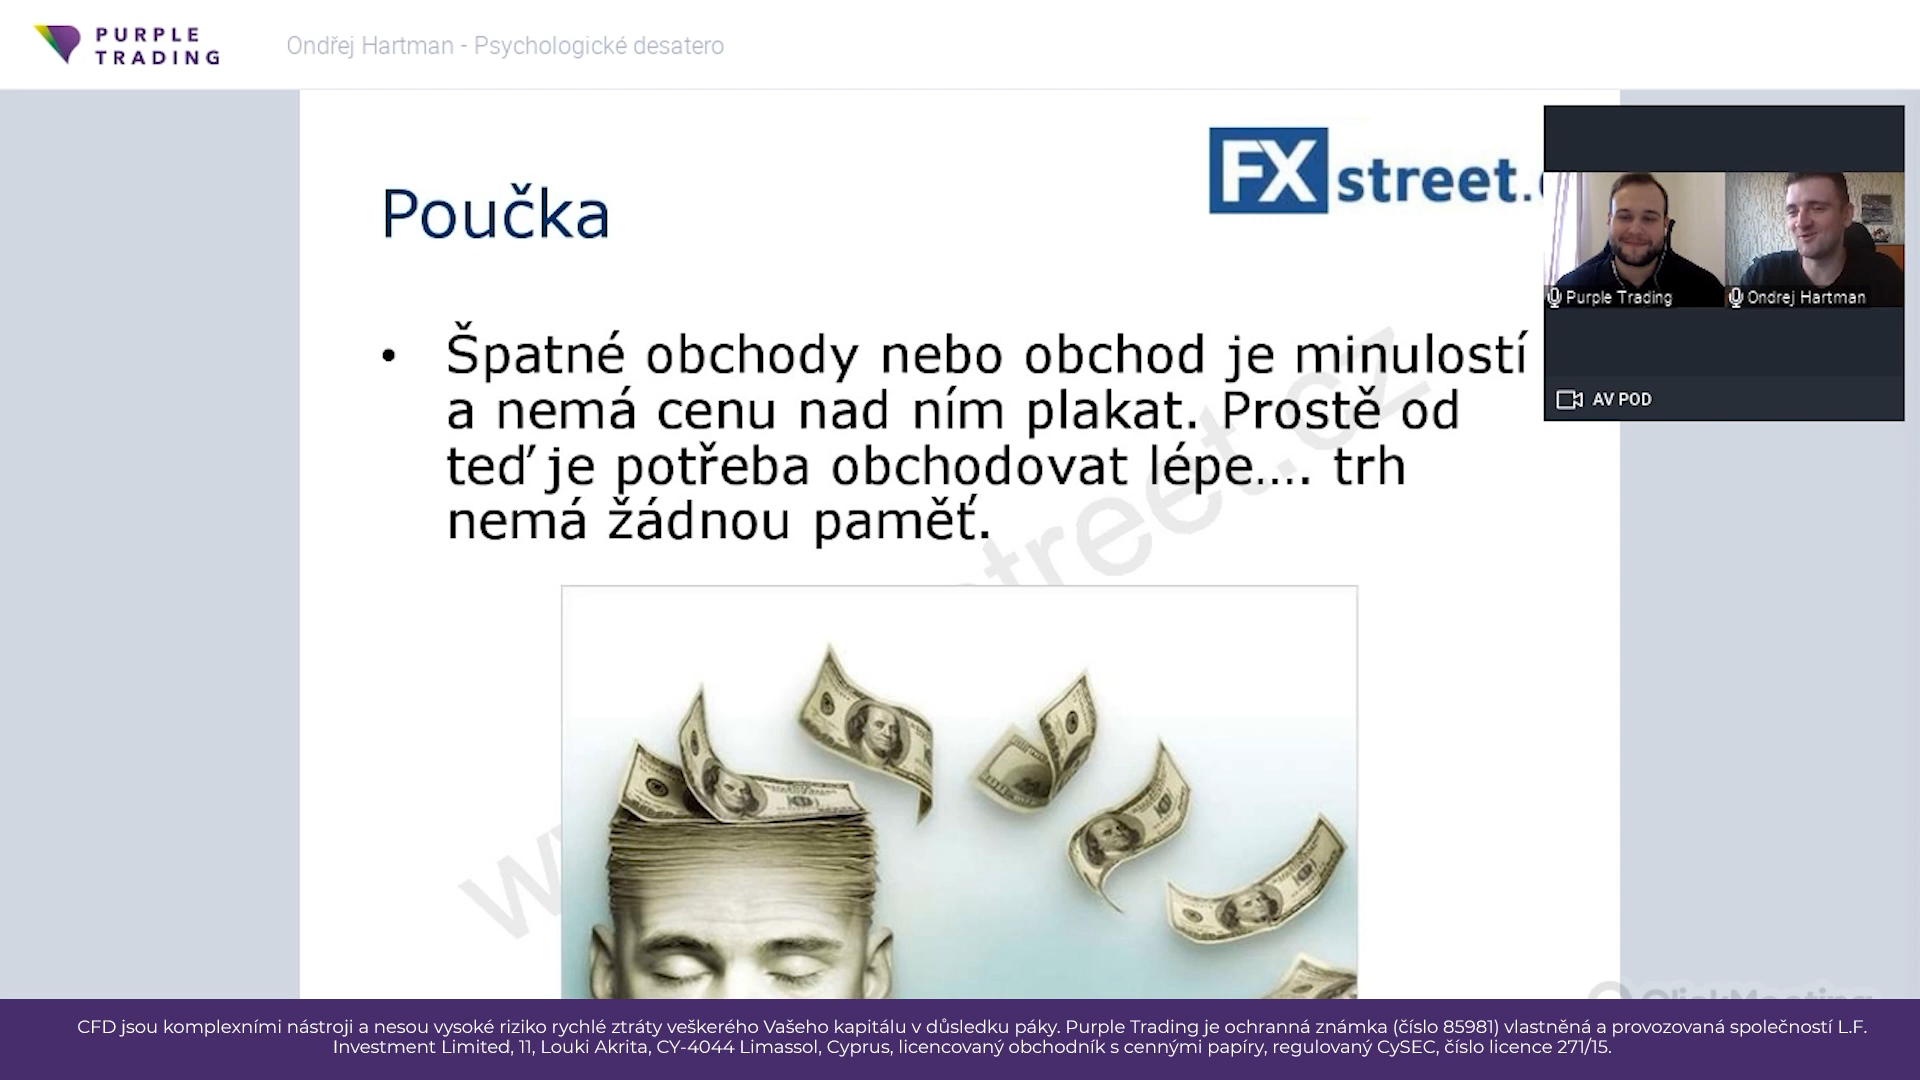 PURPLE
TRADING
Ondřej Hartman - Psychologické desatero
FX street.
Poučka
Purple Trading
Ondrej Hartman
AV POD
• Špatné obchody nebo obchod je minulostí
a nemá cenu nad ním plakat. Prostě od
teď je potřeba obchodovat lépe…. trh
nemá žádnou paměť.
CFD jsou komplexními nástroji a nesou vysoké riziko rychlé ztráty veškerého Vašeho kapitálu v důsledku páky. Purple Trading je ochranná známka (číslo 85981) vlastněná a provozovaná společností L.F.
Investment Limited, 11, Louki Akrita, CY-4044 Limassol, Cyprus, licencovaný obchodník s cennými papíry, regulovaný CySEC, číslo licence 271/15.